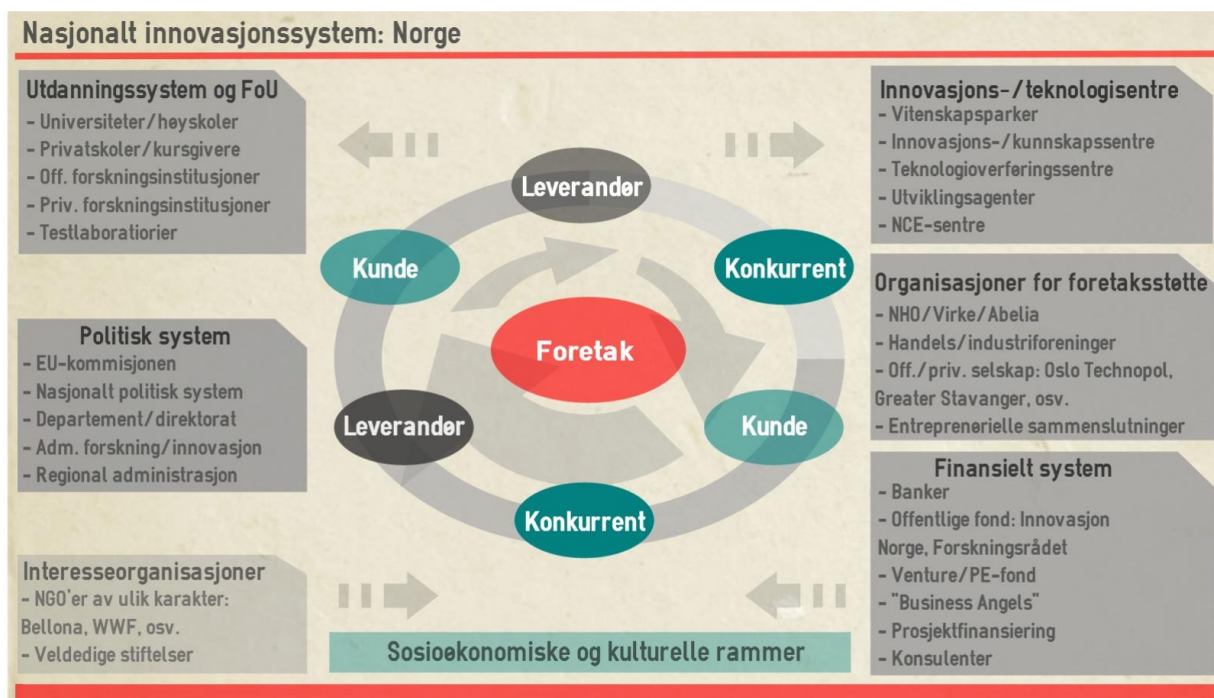 Nasjonalt innovasjonssystem: Norge
Utdanningssystem og FoU
- Universiteter/høyskoler
- Privatskoler/kursgivere
- Off. forskningsinstitusjoner
- Priv. forskningsinstitusjoner
- Testlaboratiorier
Politisk system
- EU-kommisjonen
- Nasjonalt politisk system
- Departement/direktorat
- Adm. forskning/innovasjon
- Regional administrasjon
Interesseorganisasjoner
- NGO'er av ulik karakter:
Bellona, WWF, osv.
- Veldedige stiftelser
Leverandør
Kunde
Konkurrent
Foretak
Leverandør
Kunde
Konkurrent
Sosioøkonomiske og kulturelle rammer
Innovasjons-/teknologisentre
- Vitenskapsparker
- Innovasjons-/kunnskapssentre
- Teknologioverføringssentre
- Utviklingsagenter
- NCE-sentre
Organisasjoner for foretaksstøtte
- NHO/Virke/Abelia
- Handels/industriforeninger
- Off./priv. selskap: Oslo Technopol,
Greater Stavanger, osv.
- Entreprenørielle sammenslutninger
Finansielt system
- Banker
- Offentlige fond: Innovasjon
Norge, Forskningsrådet
- Venture/PE-fond
- "Business Angels"
- Prosjektfinansiering
- Konsulenter